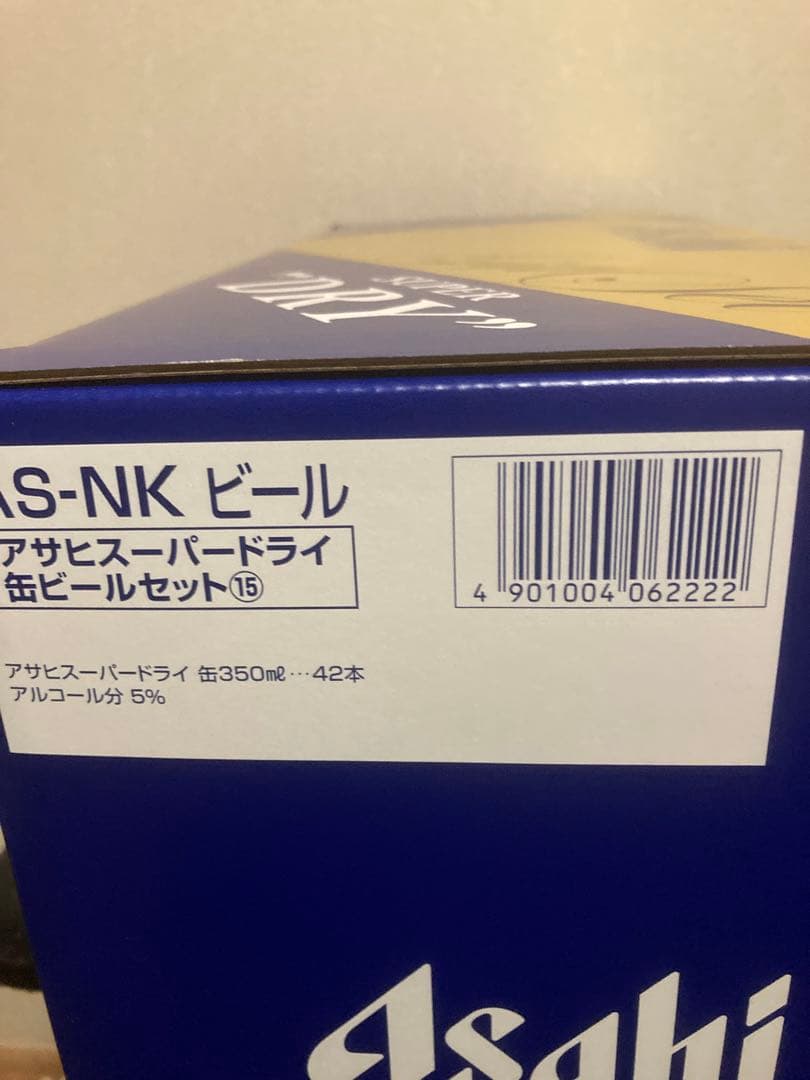 SUPER
"DRY"
AS-NK ビール
アサヒスーパードライ
缶ビールセット⑮
4 901004 062222
アサヒスーパードライ 缶350㎖…42本
アルコール分 5%
Asahi